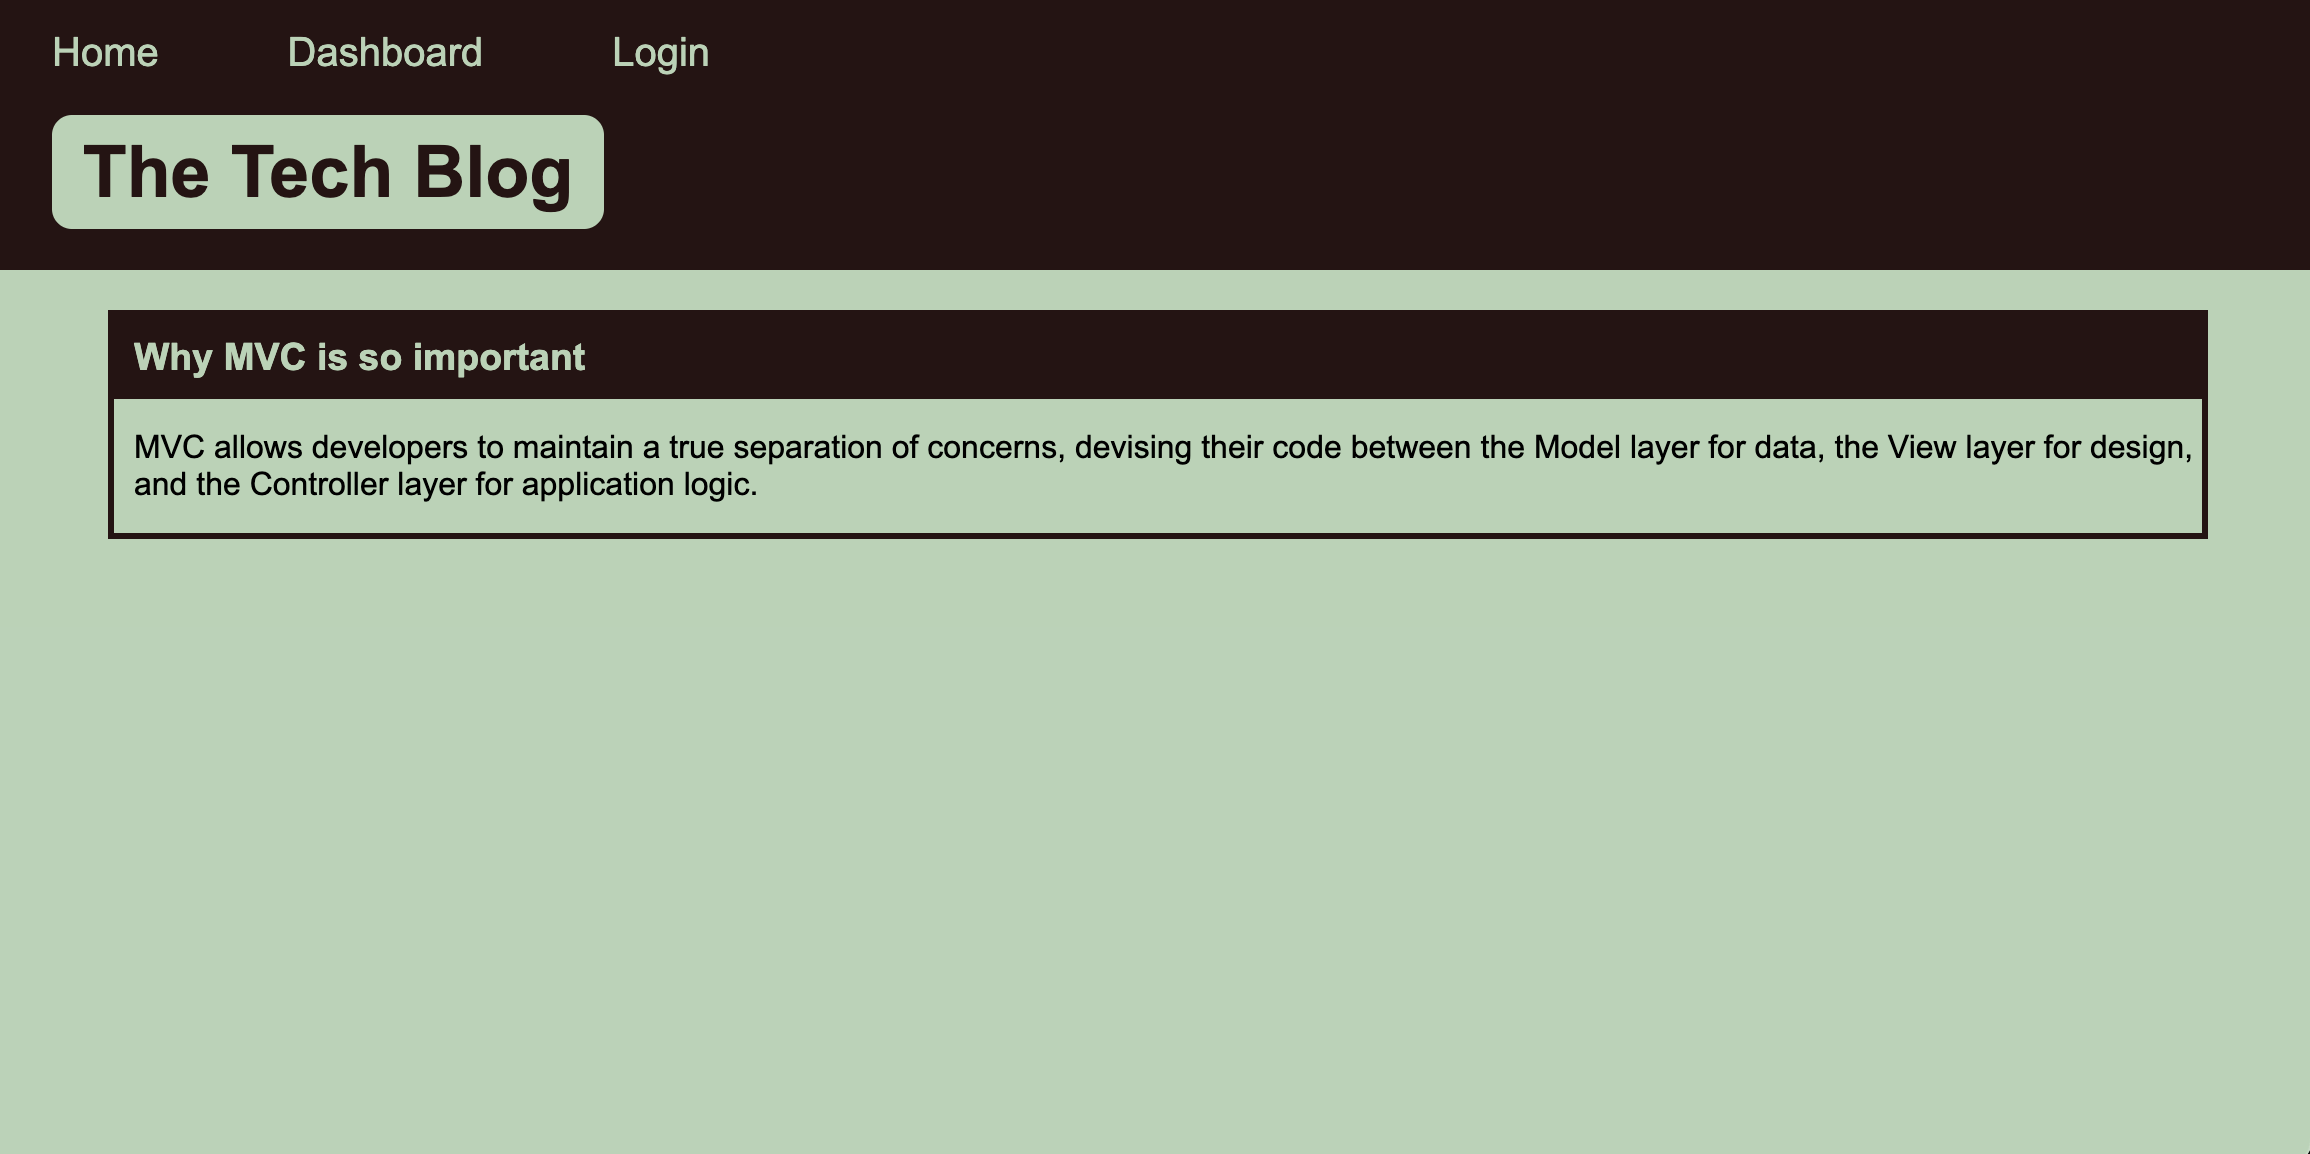 Home Dashboard Login
The Tech Blog
Why MVC is so important
MVC allows developers to maintain a true separation of concerns, devising their code between the Model layer for data, the View layer for design,
and the Controller layer for application logic.